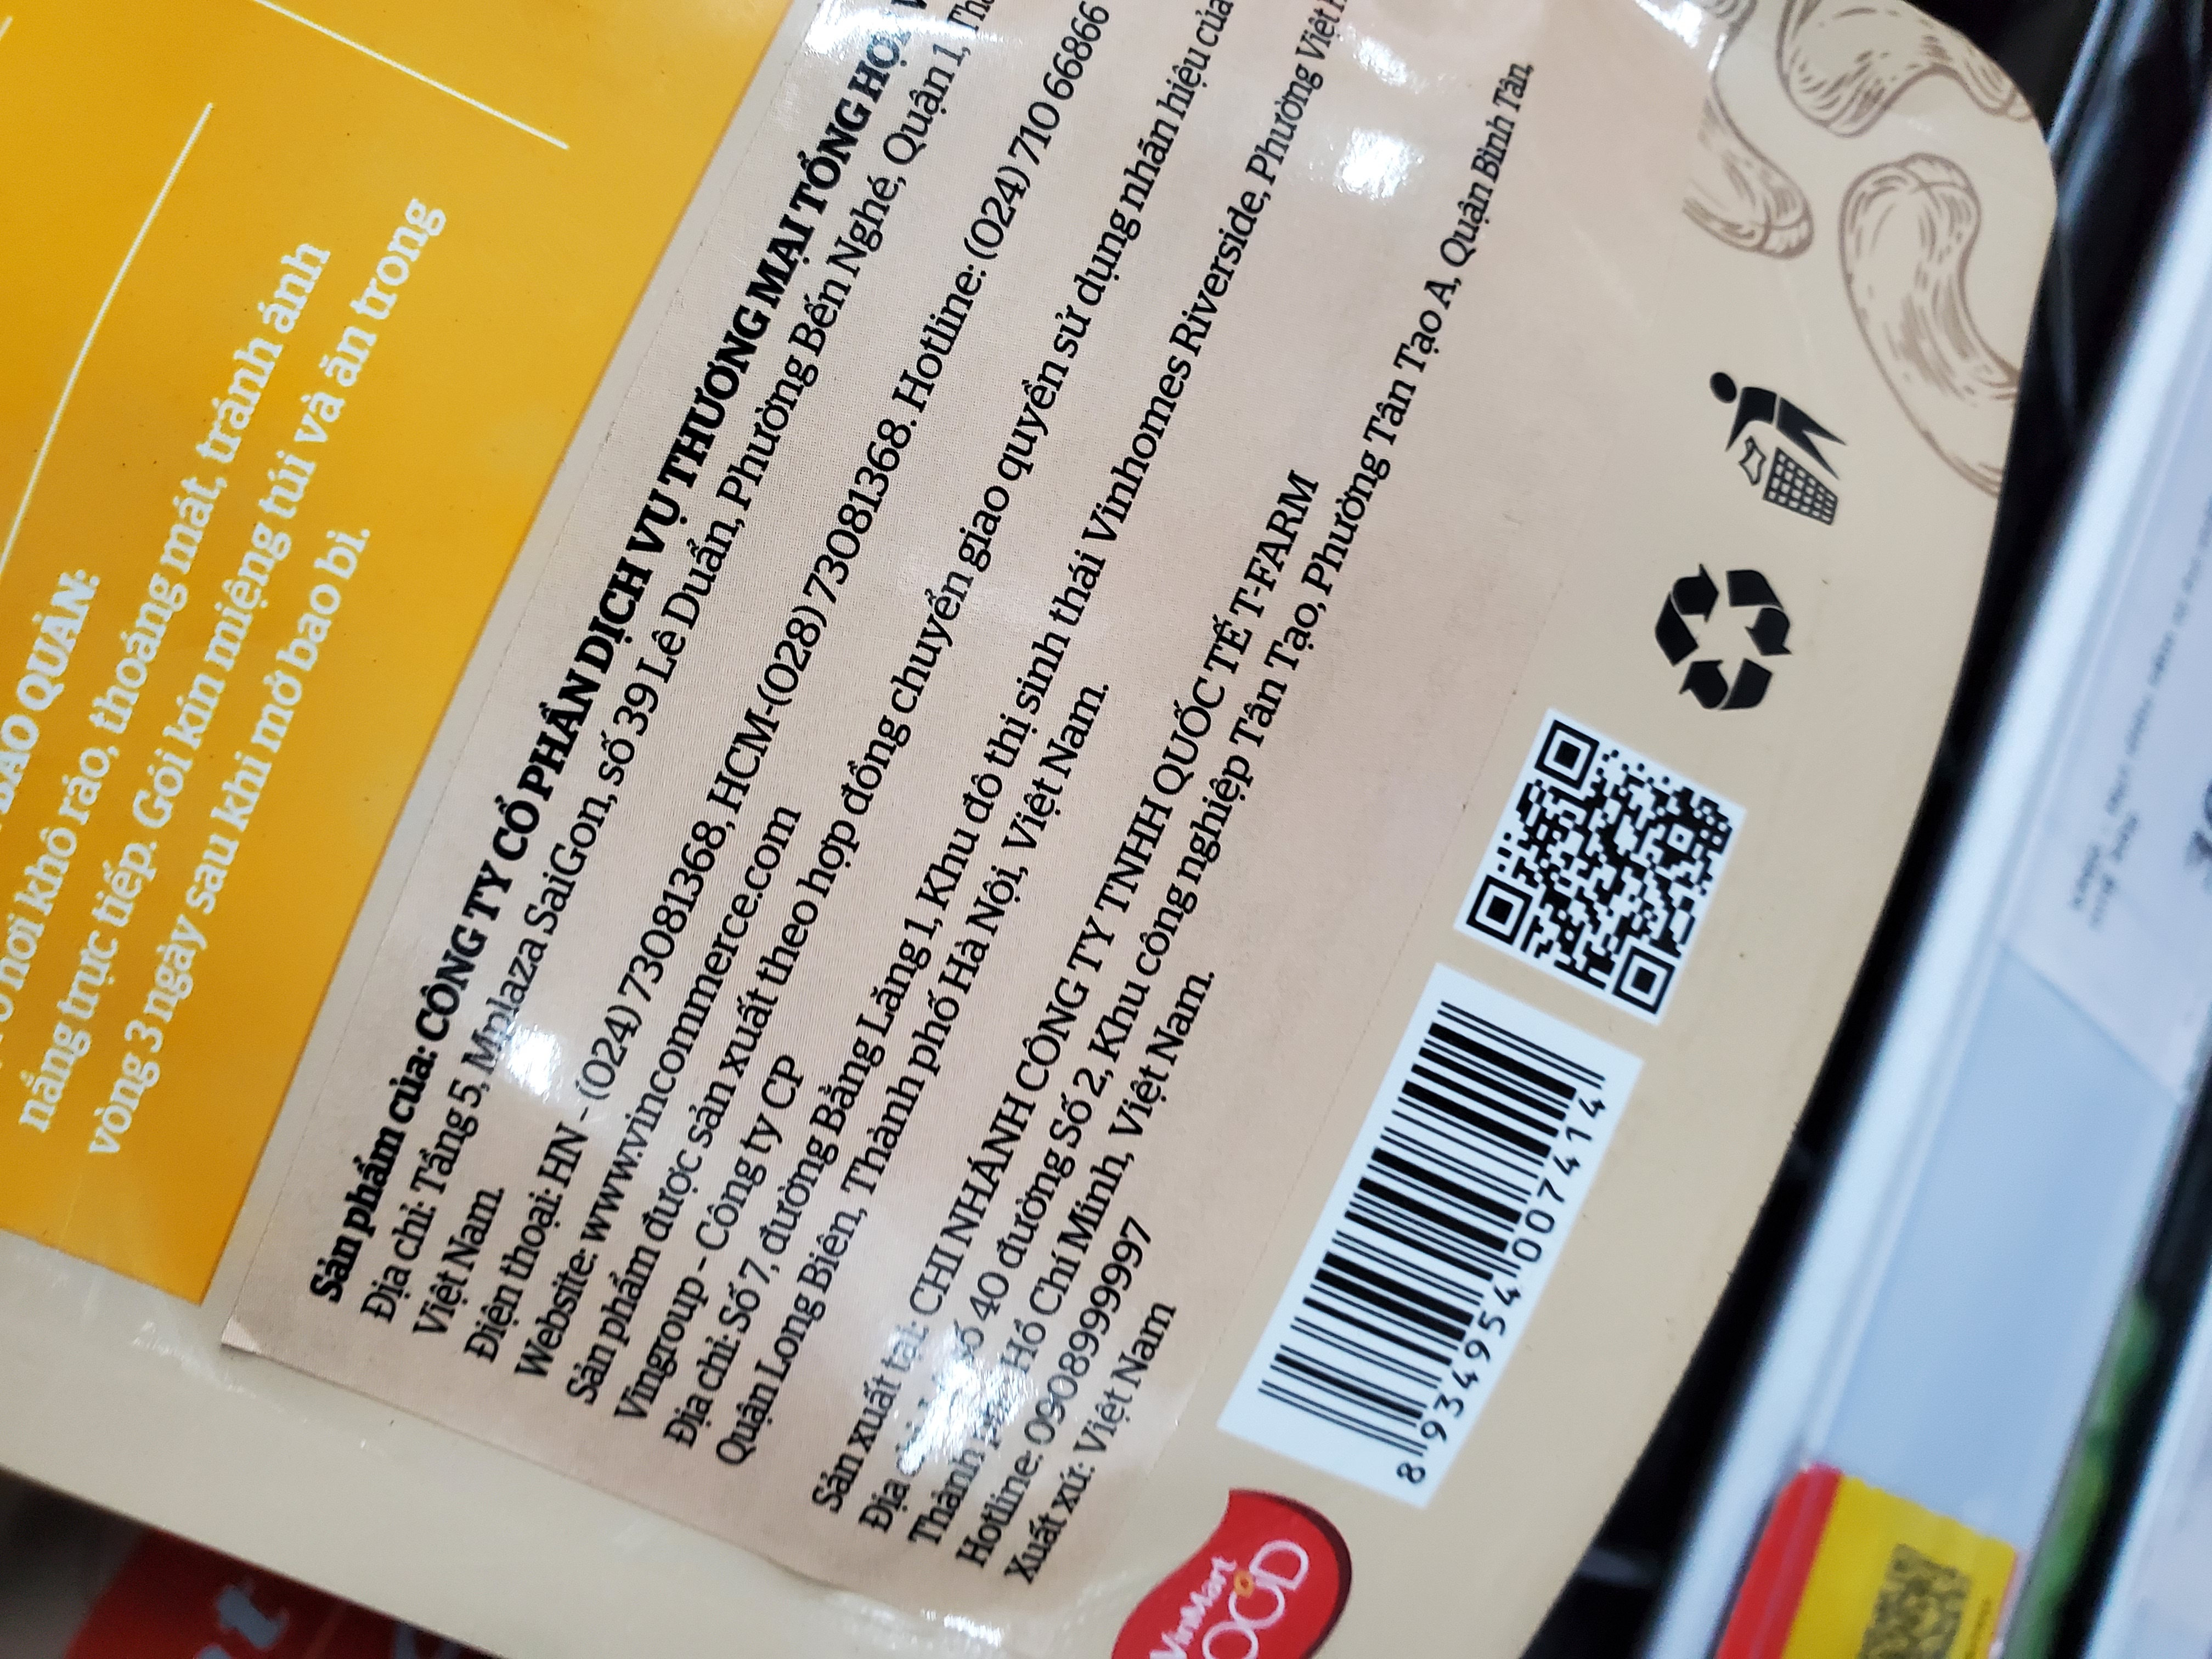 BẢO QUẢN:
nơi khô ráo, thoáng mát, tránh ánh
nắng trực tiếp. Gói kín miệng túi và ăn trong
vòng 3 ngày sau khi mở bao bì.
Sản phẩm của: CÔNG TY CỔ PHẦN DỊCH VỤ THƯƠNG MẠI TỔNG HỢP
Địa chỉ: Tầng 5, Mplaza SaiGon, số 39 Lê Duẩn, Phường Bến Nghé, Quận 1,
Việt Nam.
Điện thoại: HN - (024) 73081368, HCM-(028) 73081368. Hotline: (024) 710 66866
Website: www.vincommerce.com
Sản phẩm được sản xuất theo hợp đồng chuyển giao quyền sử dụng nhãn hiệu của
Vingroup - Công ty CP
Địa chỉ: Số 7, đường Bằng Lăng 1, Khu đô thị sinh thái Vinhomes Riverside, Phường Việt
Quận Long Biên, Thành phố Hà Nội, Việt Nam.
Sản xuất tại: CHI NHÁNH CÔNG TY TNHH QUỐC TẾ T-FARM
Địa chỉ: số 40 đường Số 2, Khu công nghiệp Tân Tạo, Phường Tân Tạo A, Quận Bình Tân,
Thành phố Hồ Chí Minh, Việt Nam.
Hotline: 0908999997
Xuất xứ: Việt Nam
VinMart
8 934954 007414